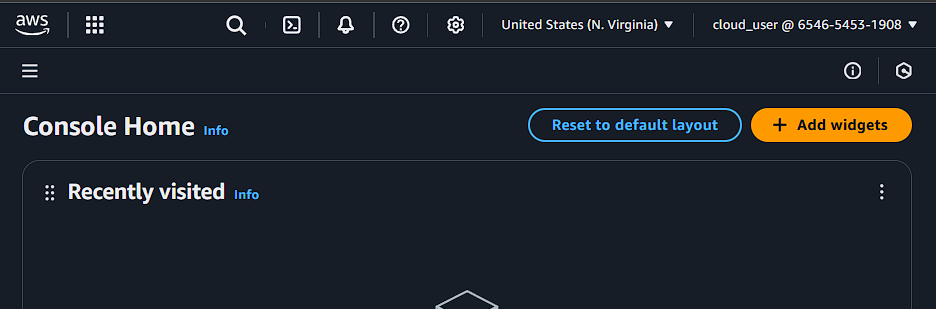 aws United States (N. Virginia) cloud_user @ 6546-5453-1908
Console Home Info Reset to default layout + Add widgets
Recently visited Info